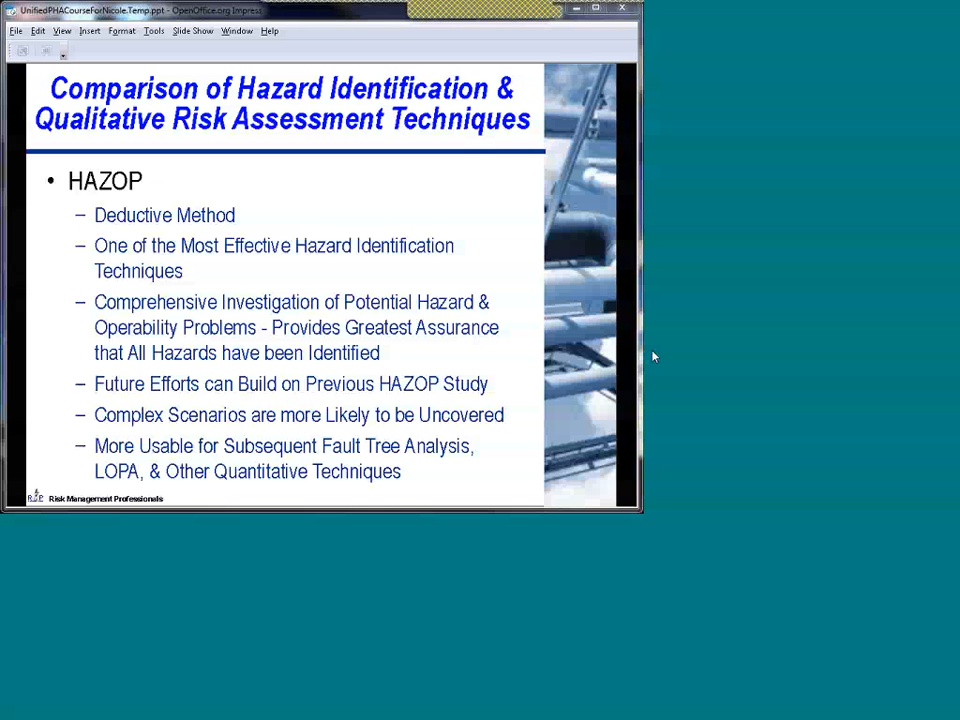 UnifiedPHACourseForNicole.Temp.ppt - OpenOffice.org Impress
File Edit View Insert Format Tools Slide Show Window Help
Comparison of Hazard Identification &
Qualitative Risk Assessment Techniques
• HAZOP
– Deductive Method
– One of the Most Effective Hazard Identification
Techniques
– Comprehensive Investigation of Potential Hazard &
Operability Problems - Provides Greatest Assurance
that All Hazards have been Identified
– Future Efforts can Build on Previous HAZOP Study
– Complex Scenarios are more Likely to be Uncovered
– More Usable for Subsequent Fault Tree Analysis,
LOPA, & Other Quantitative Techniques
Risk Management Professionals